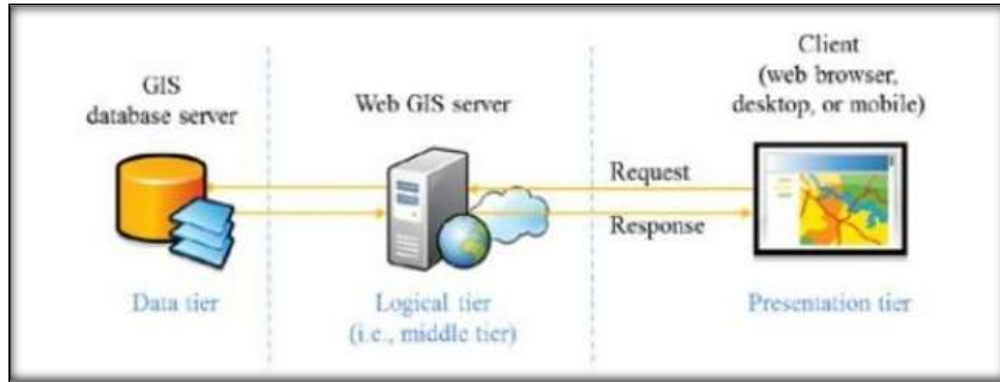 GIS
database server
Web GIS server
Client
(web browser,
desktop, or mobile)
Request
Response
Data tier
Logical tier
(i.e., middle tier)
Presentation tier